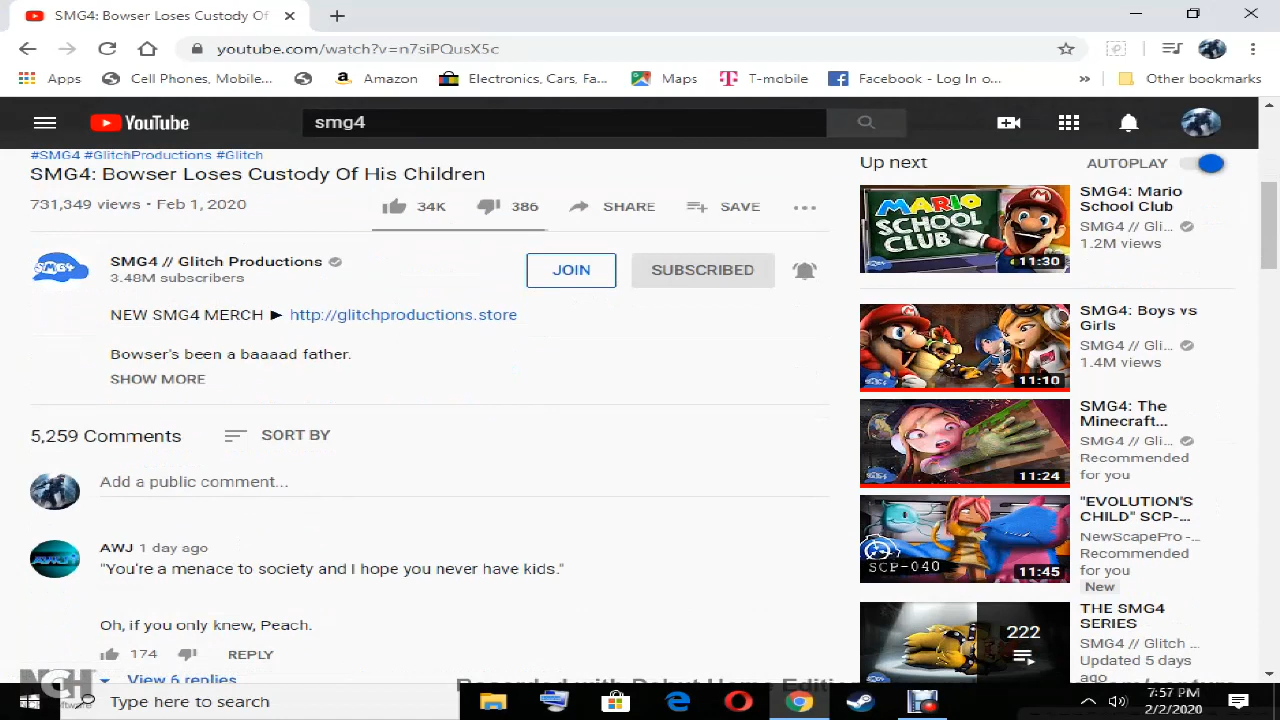 SMG4: Bowser Loses Custody Of
youtube.com/watch?v=n7siPQusX5c
Apps
Cell Phones, Mobile...
Amazon
Electronics, Cars, Fa...
Maps
T-mobile
Facebook - Log In o...
»
Other bookmarks
YouTube
smg4
#SMG4 #GlitchProductions #Glitch
SMG4: Bowser Loses Custody Of His Children
731,349 views • Feb 1, 2020
34K
386
SHARE
SAVE
SMG4
SMG4 // Glitch Productions
3.48M subscribers
JOIN
SUBSCRIBED
NEW SMG4 MERCH ► http://glitchproductions.store
Bowser's been a baaaad father.
SHOW MORE
5,259 Comments
SORT BY
Add a public comment...
AWJ
AWJ 1 day ago
"You're a menace to society and I hope you never have kids."
Oh, if you only knew, Peach.
174
REPLY
View 6 replies
Up next
AUTOPLAY
MARIO
SCHOOL
CLUB
11:30
SMG4: Mario
School Club
SMG4 // Gli...
1.2M views
11:10
SMG4: Boys vs
Girls
SMG4 // Gli...
1.4M views
11:24
SMG4: The
Minecraft...
SMG4 // Gli...
Recommended
for you
SCP-040
11:45
"EVOLUTION'S
CHILD" SCP-...
NewScapePro -...
Recommended
for you
New
222
THE SMG4
SERIES
SMG4 // Glitch ...
Updated 5 days
ago
NCH
Software
Type here to search
7:57 PM
2/2/2020